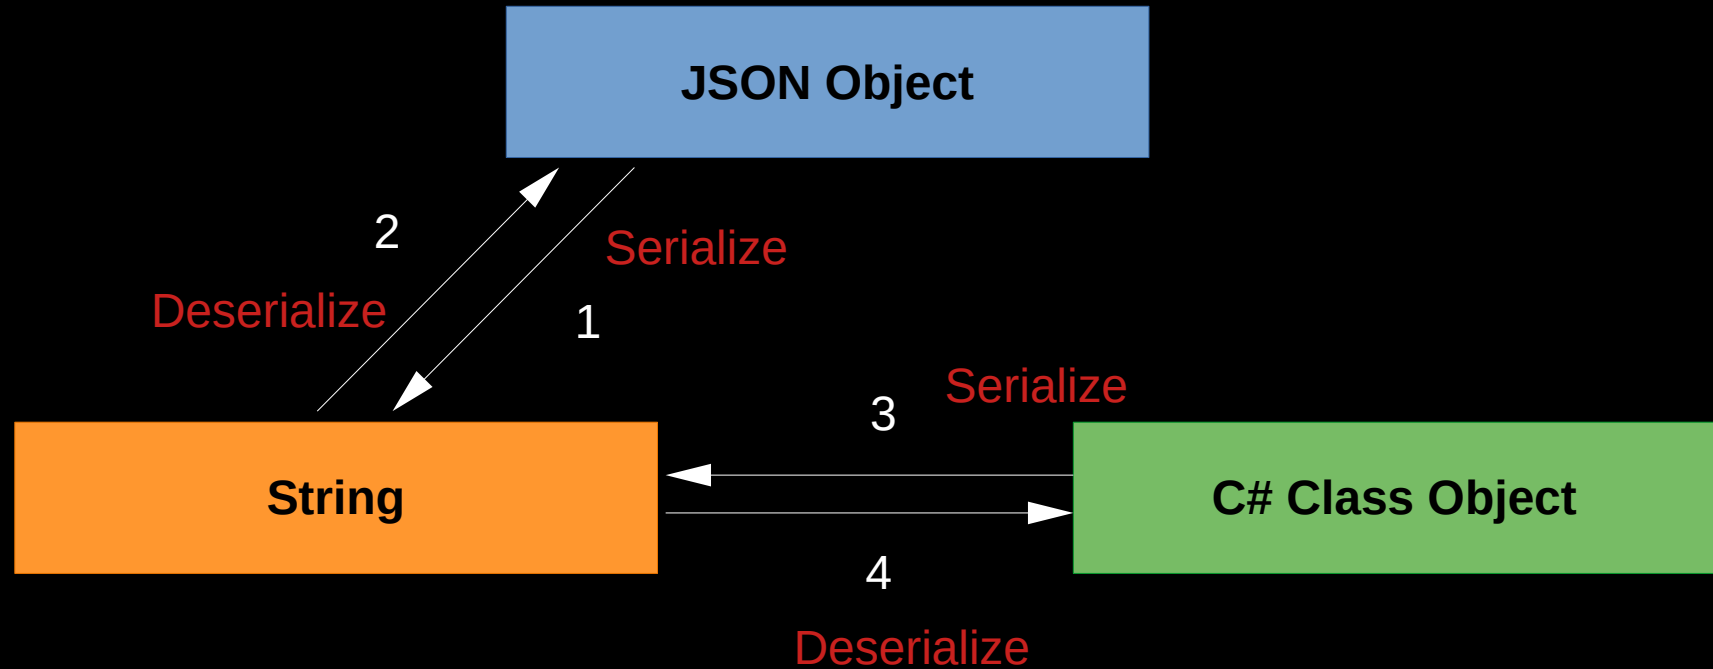 JSON Object
2
Serialize
Deserialize
1
Serialize
3
String
C# Class Object
4
Deserialize